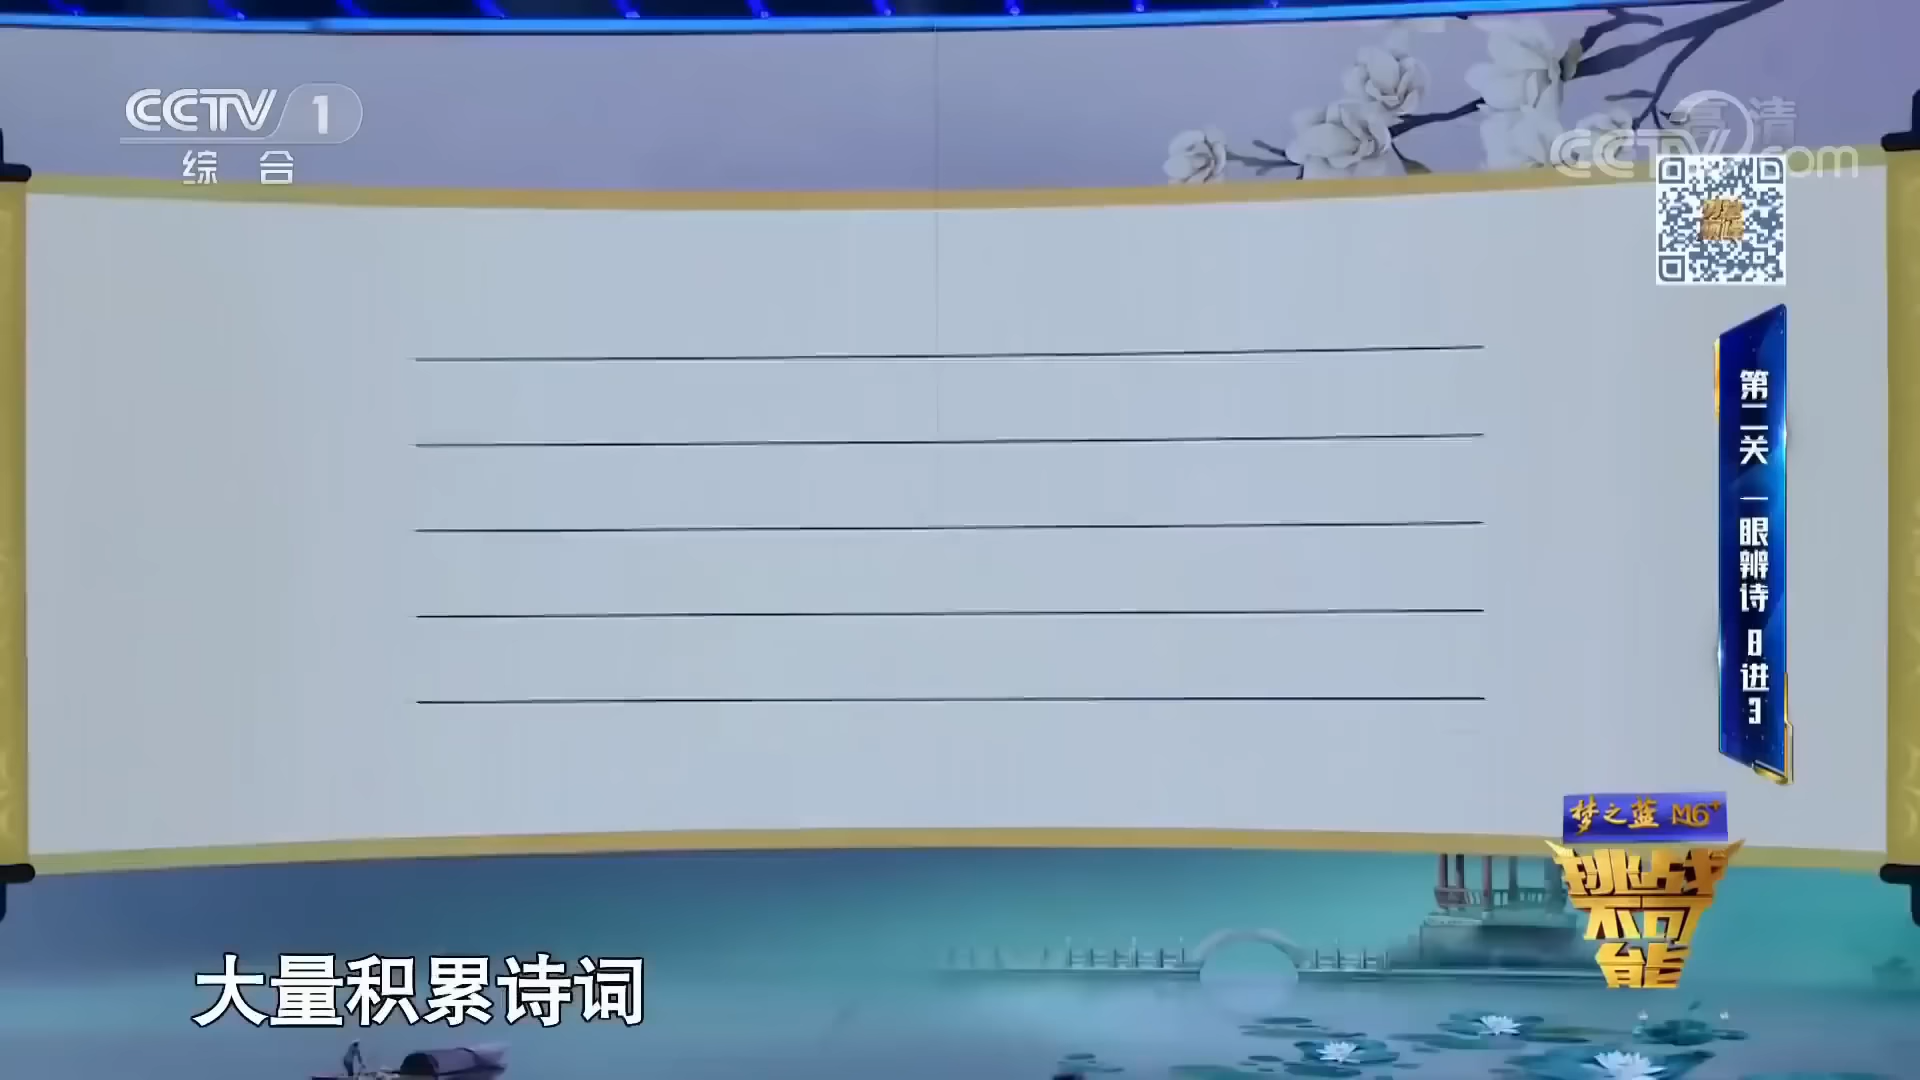 CCTV 1
综合
高清
CCTV.com
第二关 一眼辨诗 8进3
梦之蓝 M6+
挑战
不可
能
大量积累诗词